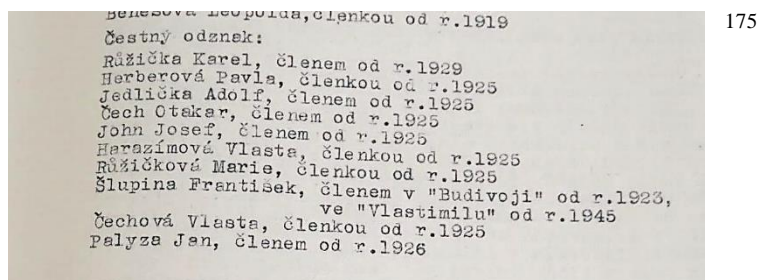 Benešová Leopolda, členkou od r.1919
175
Čestný odznek:
Růžička Karel, členem od r.1929
Herberová Pavla, členkou od r.1925
Jedlička Adolf, členem od r.1925
Čech Otakar, členem od r.1925
John Josef, členem od r.1925
Harazímová Vlasta, členkou od r.1925
Růžičková Marie, členkou od r.1925
Šlupina František, členem v "Budivoji" od r.1923,
ve "Vlastimilu" od r.1945
Čechová Vlasta, členkou od r.1925
Palyza Jan, členem od r.1926